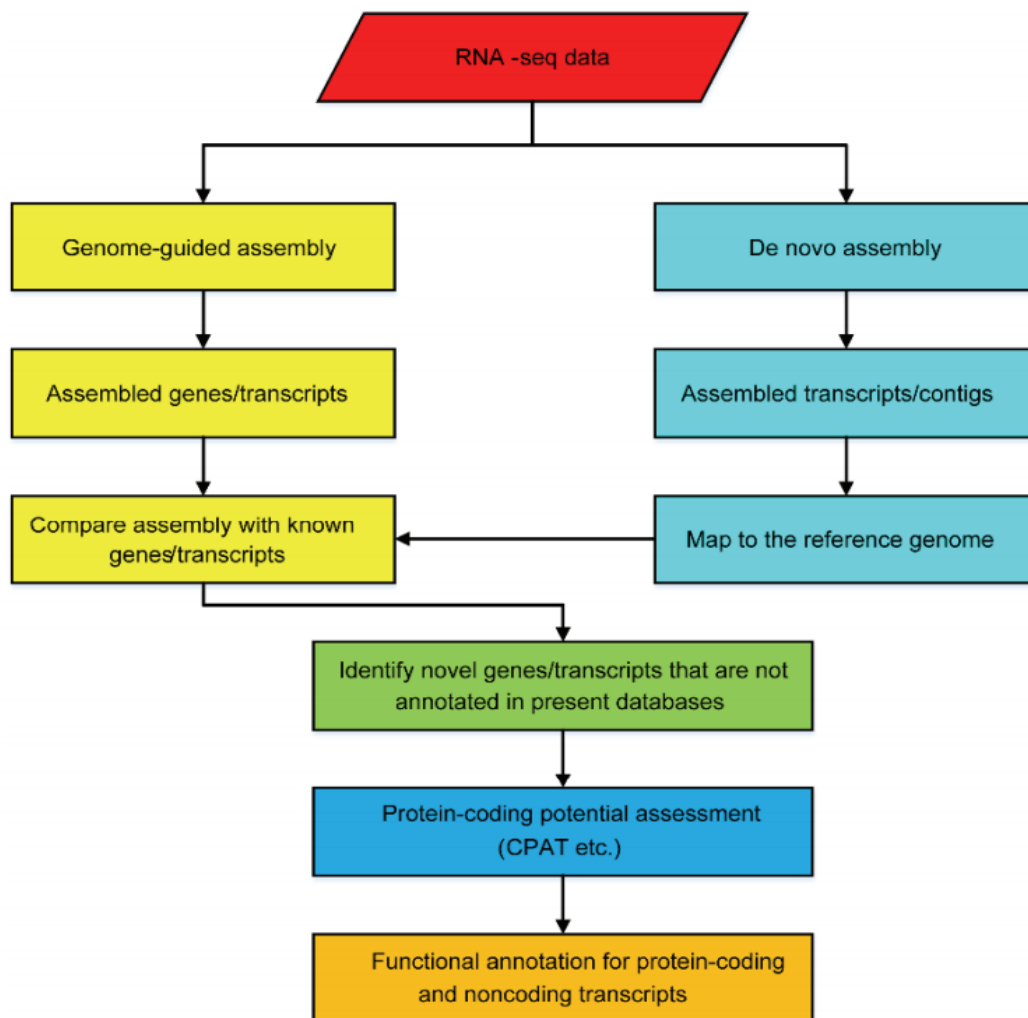 RNA -seq data
Genome-guided assembly
De novo assembly
Assembled genes/transcripts
Assembled transcripts/contigs
Compare assembly with known
genes/transcripts
Map to the reference genome
Identify novel genes/transcripts that are not
annotated in present databases
Protein-coding potential assessment
(CPAT etc.)
Functional annotation for protein-coding
and noncoding transcripts